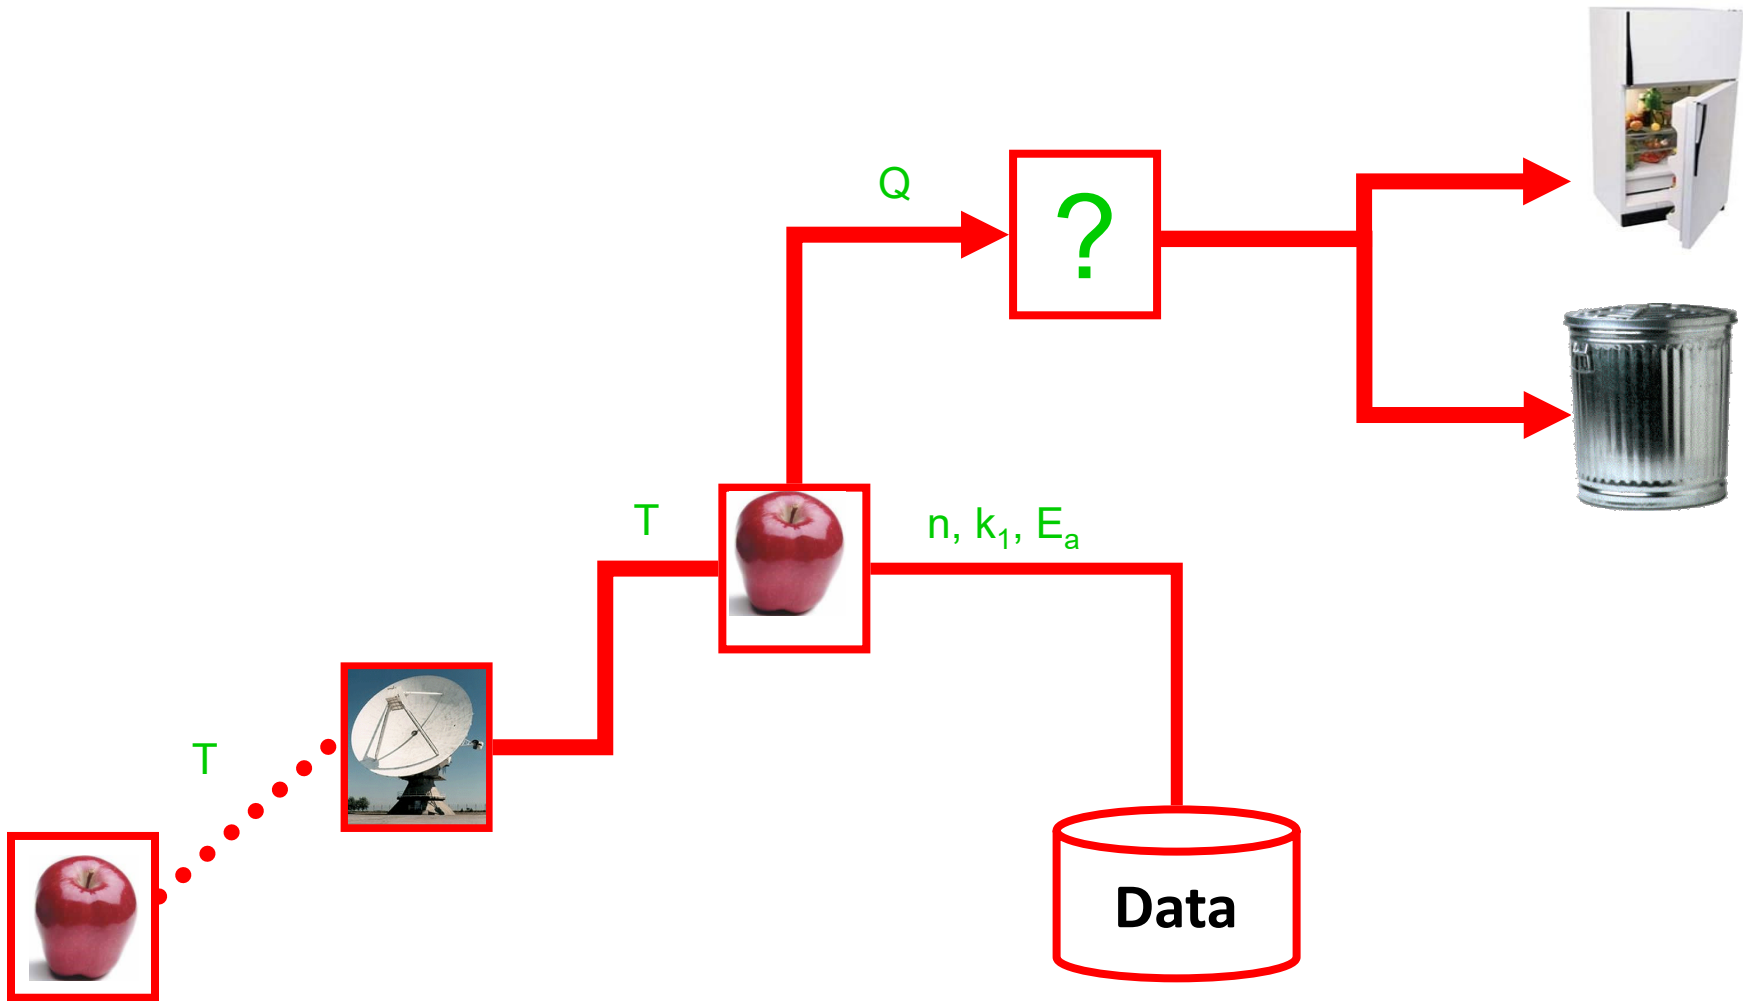 Q
?
T
n, k₁, Eₐ
T
Data